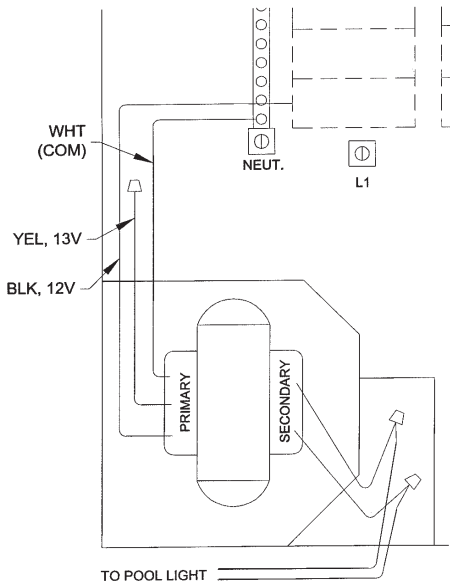 WHT
(COM)
NEUT.
L1
YEL, 13V
BLK, 12V
PRIMARY
SECONDARY
TO POOL LIGHT